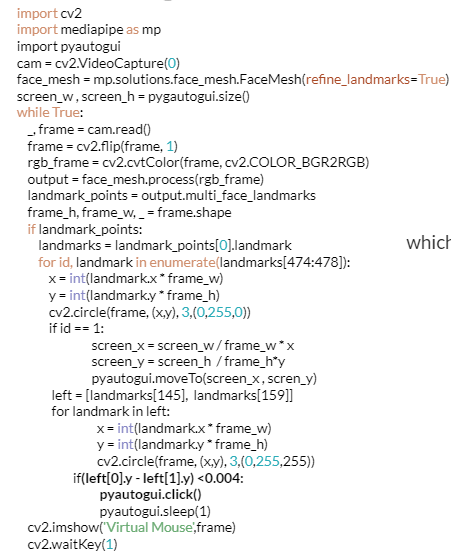 import cv2
import mediapipe as mp
import pyautogui
cam = cv2.VideoCapture(0)
face_mesh = mp.solutions.face_mesh.FaceMesh(refine_landmarks=True)
screen_w , screen_h = pygautogui.size()
while True:
_, frame = cam.read()
frame = cv2.flip(frame, 1)
rgb_frame = cv2.cvtColor(frame, cv2.COLOR_BGR2RGB)
output = face_mesh.process(rgb_frame)
landmark_points = output.multi_face_landmarks
frame_h, frame_w, _ = frame.shape
if landmark_points:
landmarks = landmark_points[0].landmark
which
for id, landmark in enumerate(landmarks[474:478]):
x = int(landmark.x * frame_w)
y = int(landmark.y * frame_h)
cv2.circle(frame, (x,y), 3,(0,255,0))
if id == 1:
screen_x = screen_w / frame_w * x
screen_y = screen_h / frame_h*y
pyautogui.moveTo(screen_x , scren_y)
left = [landmarks[145], landmarks[159]]
for landmark in left:
x = int(landmark.x * frame_w)
y = int(landmark.y * frame_h)
cv2.circle(frame, (x,y), 3,(0,255,255))
if(left[0].y - left[1].y) <0.004:
pyautogui.click()
pyautogui.sleep(1)
cv2.imshow('Virtual Mouse',frame)
cv2.waitKey(1)